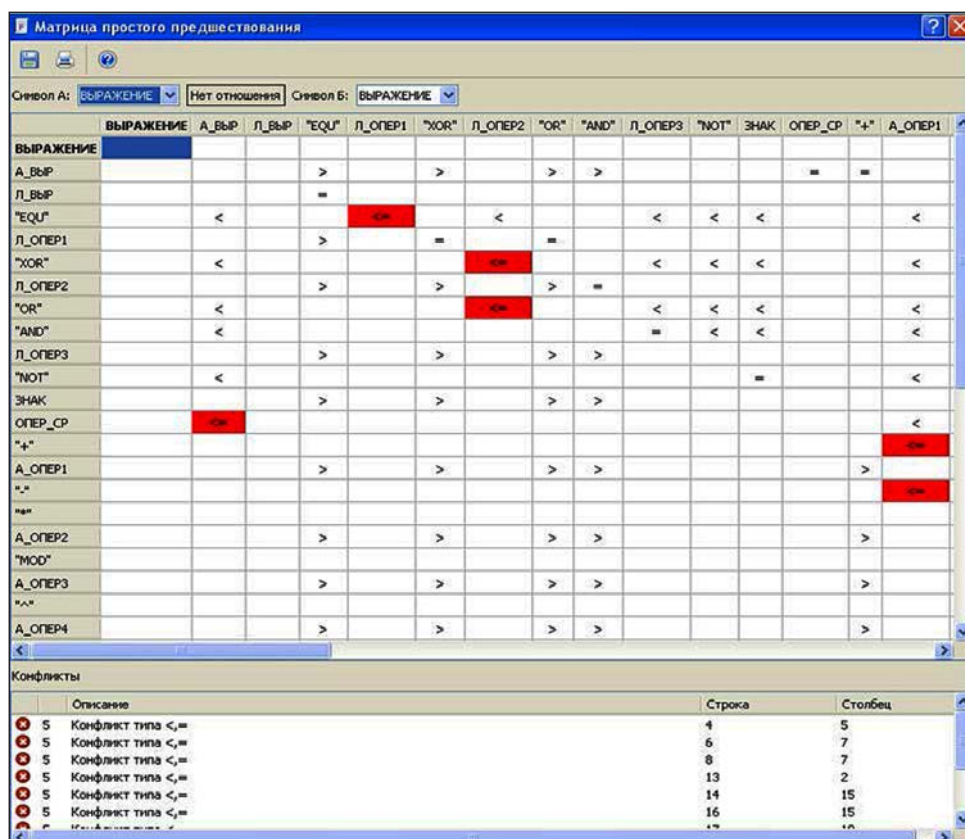 Матрица простого предшествования
Символ А: ВЫРАЖЕНИЕ Нет отношения Символ Б: ВЫРАЖЕНИЕ
ВЫРАЖЕНИЕ А_ВЫР Л_ВЫР "EQU" Л_ОПЕР1 "XOR" Л_ОПЕР2 "OR" "AND" Л_ОПЕР3 "NOT" ЗНАК ОПЕР_СР "+" А_ОПЕР1
ВЫРАЖЕНИЕ
А_ВЫР > > > > = =
Л_ВЫР =
"EQU" < <= < < < < <
Л_ОПЕР1 > = =
"XOR" < <= < < < <
Л_ОПЕР2 > > > =
"OR" < <= < < < <
"AND" < = < < <
Л_ОПЕР3 > > > >
"NOT" < = <
ЗНАК > > > >
ОПЕР_СР <= <
"+" <=
А_ОПЕР1 > > > > >
"-" <=
"*"
А_ОПЕР2 > > > > >
"MOD"
А_ОПЕР3 > > > > >
"^"
А_ОПЕР4 > > > > >
Конфликты
Описание Строка Столбец
5 Конфликт типа <,= 4 5
5 Конфликт типа <,= 6 7
5 Конфликт типа <,= 8 7
5 Конфликт типа <,= 13 2
5 Конфликт типа <,= 14 15
5 Конфликт типа <,= 16 15